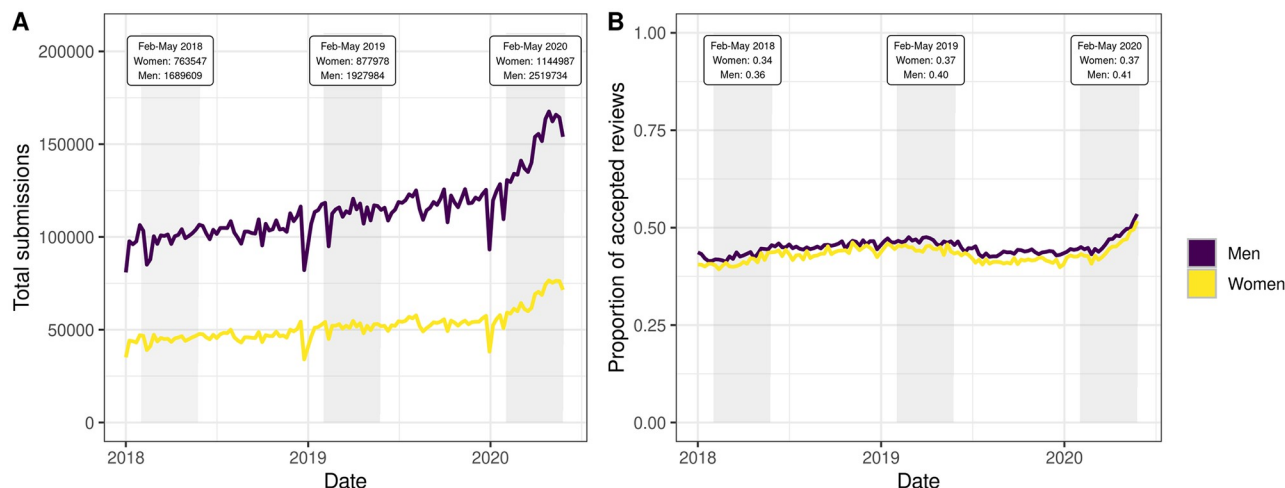 A
Total submissions
200000
150000
100000
50000
0
Feb-May 2018
Women: 763547
Men: 1689609
Feb-May 2019
Women: 877978
Men: 1927984
Feb-May 2020
Women: 1144987
Men: 2519734
2018
2019
2020
Date
B
Proportion of accepted reviews
1.00
0.75
0.50
0.25
0.00
Feb-May 2018
Women: 0.34
Men: 0.36
Feb-May 2019
Women: 0.37
Men: 0.40
Feb-May 2020
Women: 0.37
Men: 0.41
2018
2019
2020
Date
Men
Women